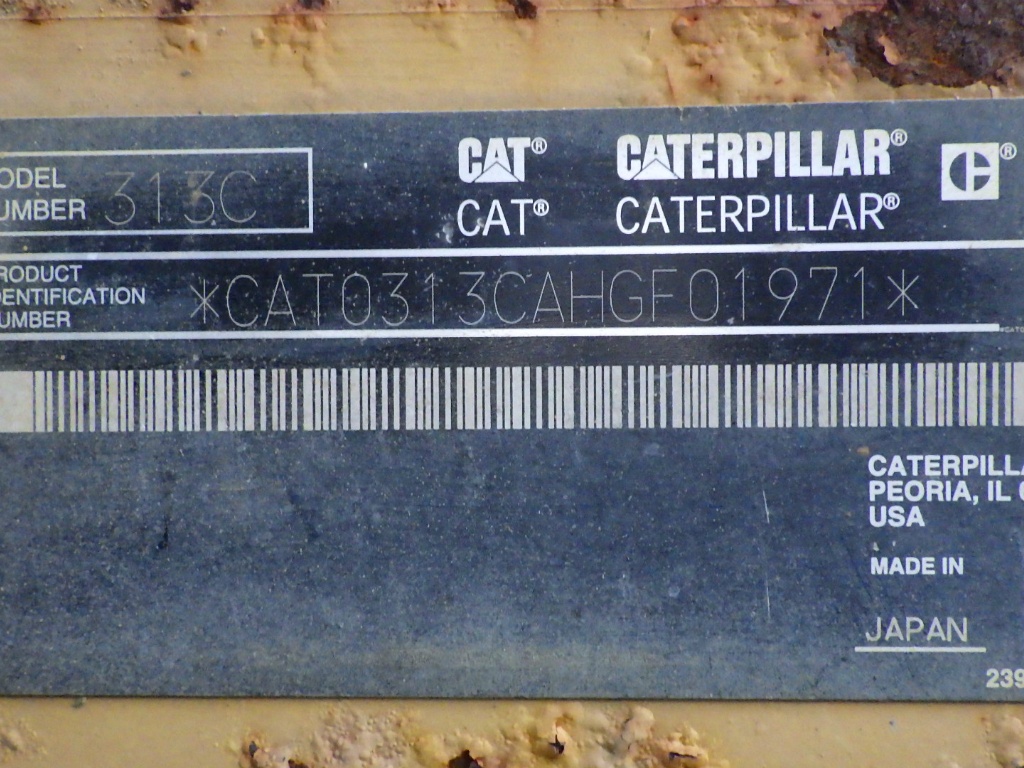 CAT® CATERPILLAR® ®
CAT® CATERPILLAR®
ODEL
UMBER 313C
RODUCT
DENTIFICATION
UMBER *CAT0313CAHGF01971*
CATERPILLA
PEORIA, IL
USA
MADE IN
JAPAN
239